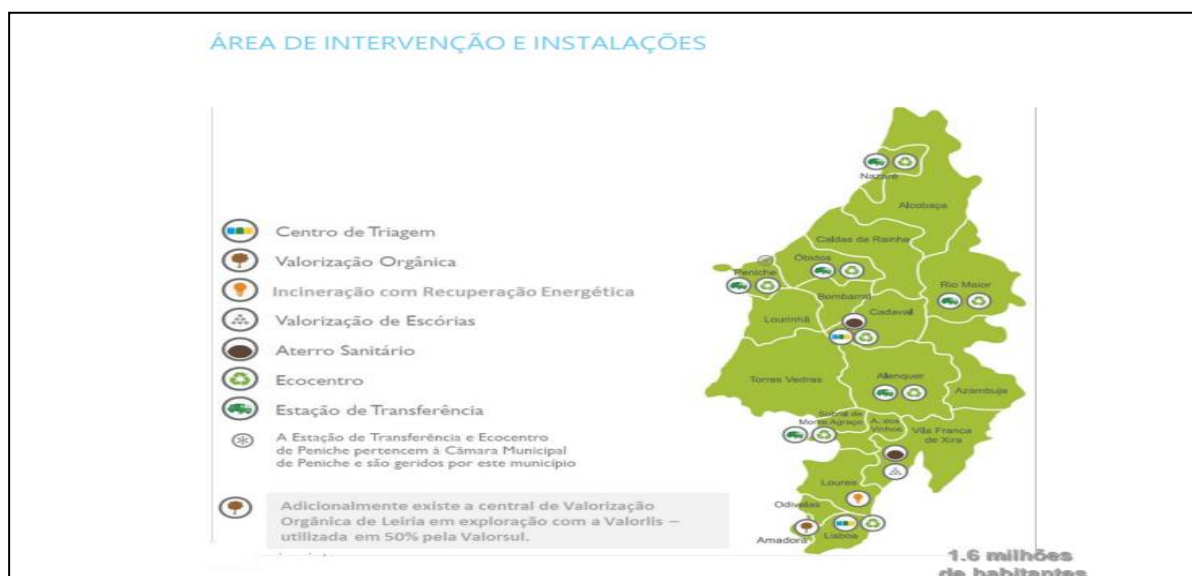 ÁREA DE INTERVENÇÃO E INSTALAÇÕES
Centro de Triagem
Valorização Orgânica
Incineração com Recuperação Energética
Valorização de Escórias
Aterro Sanitário
Ecocentro
Estação de Transferência
A Estação de Transferência e Ecocentro
de Peniche pertencem à Câmara Municipal
de Peniche e são geridos por este município
Adicionalmente existe a central de Valorização
Orgânica de Leiria em exploração com a Valorlis –
utilizada em 50% pela Valorsul.
Nazaré
Alcobaça
Caldas da Rainha
Óbidos
Peniche
Rio Maior
Bombarral
Cadaval
Lourinhã
Torres Vedras
Alenquer
Azambuja
Sobral de
Monte Agraço
A. dos
Vinhos
Vila Franca
de Xira
Loures
Odivelas
Amadora
Lisboa
1.6 milhões
de habitantes